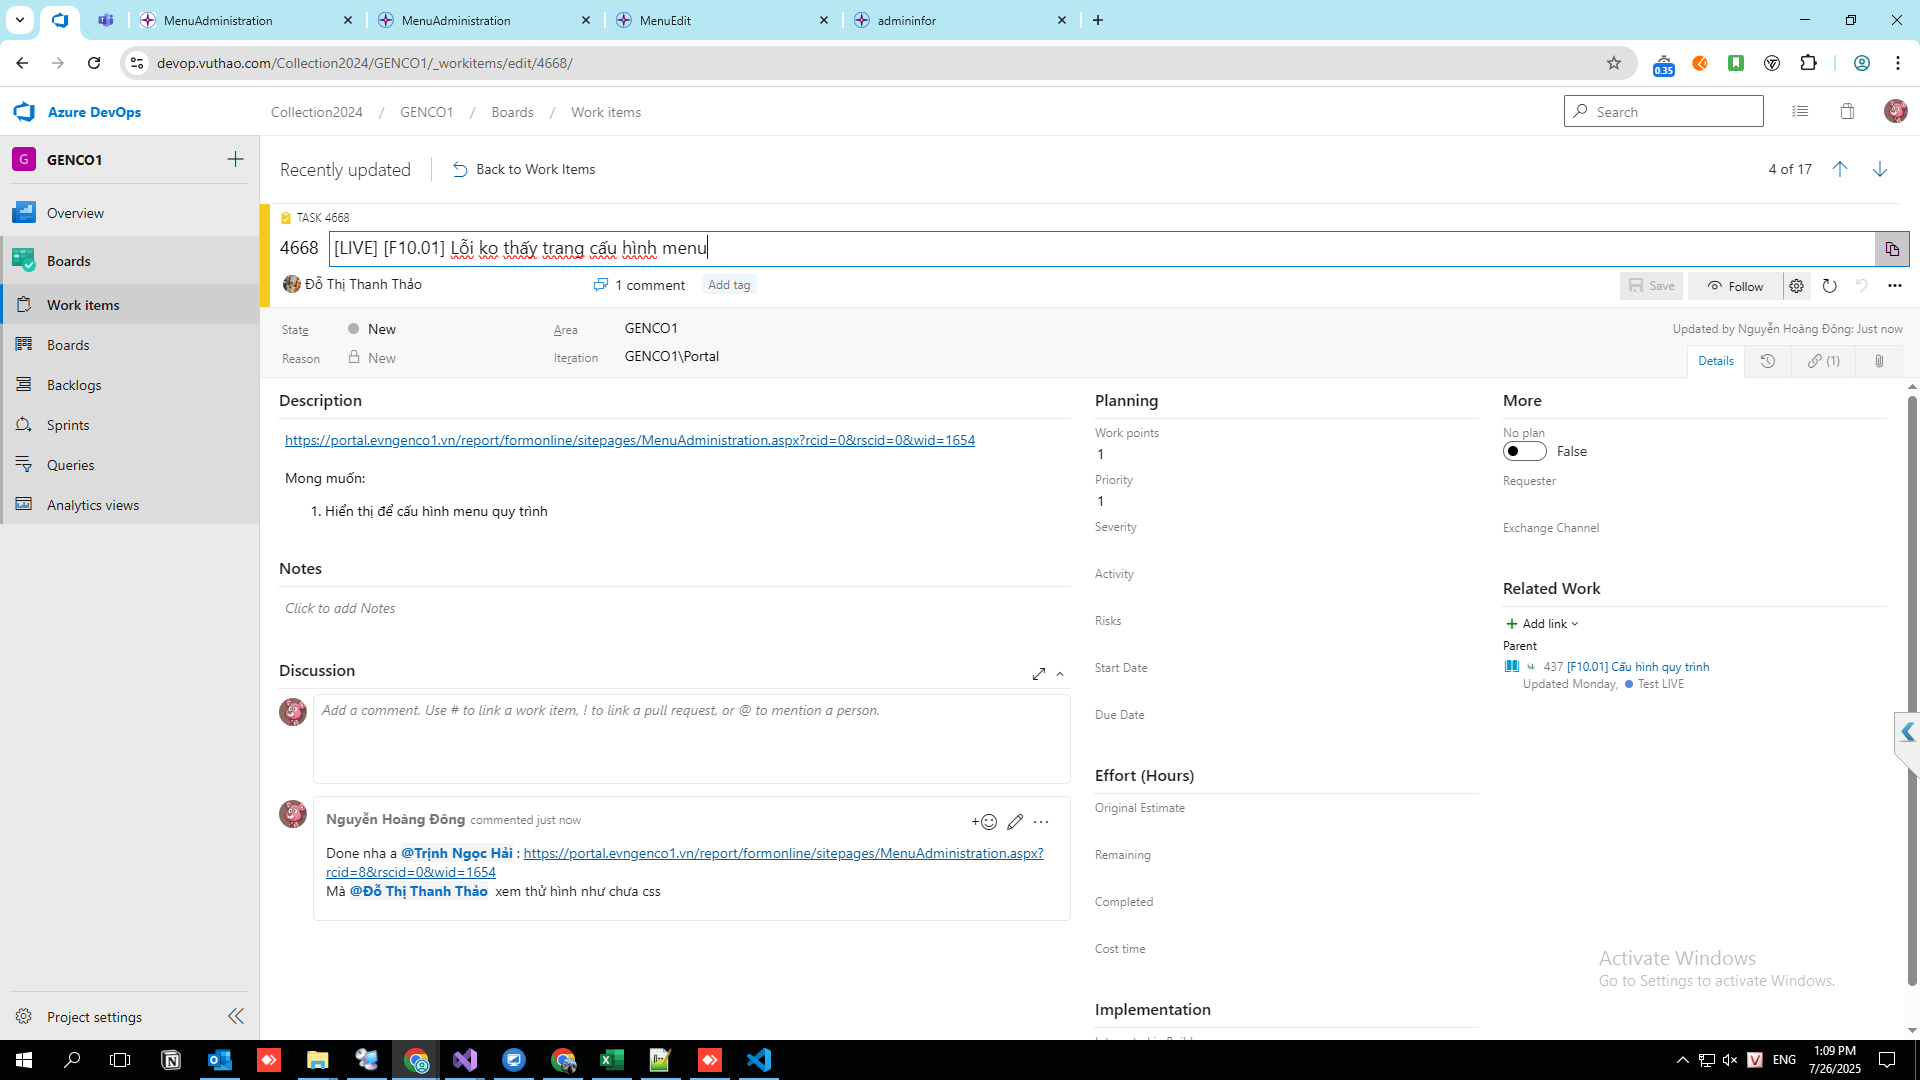 MenuAdministration
MenuAdministration
MenuEdit
admininfor
devop.vuthao.com/Collection2024/GENCO1/_workitems/edit/4668/
0.35
Azure DevOps
Collection2024 / GENCO1 / Boards / Work items
Search
G GENCO1
Recently updated
Back to Work Items
4 of 17
Overview
Boards
Work items
Boards
Backlogs
Sprints
Queries
Analytics views
Project settings
TASK 4668
4668 [LIVE] [F10.01] Lỗi ko thấy trang cấu hình menu
Đỗ Thị Thanh Thảo
1 comment
Add tag
Save
Follow
State New
Area GENCO1
Updated by Nguyễn Hoàng Đông: Just now
Reason New
Iteration GENCO1\Portal
Details
(1)
Description
https://portal.evngenco1.vn/report/formonline/sitepages/MenuAdministration.aspx?rcid=0&rscid=0&wid=1654
Mong muốn:
1. Hiển thị để cấu hình menu quy trình
Notes
Click to add Notes
Discussion
Add a comment. Use # to link a work item, ! to link a pull request, or @ to mention a person.
Nguyễn Hoàng Đông commented just now
Done nha a @Trịnh Ngọc Hải : https://portal.evngenco1.vn/report/formonline/sitepages/MenuAdministration.aspx?
rcid=8&rscid=0&wid=1654
Mà @Đỗ Thị Thanh Thảo xem thử hình như chưa css
Planning
Work points
1
Priority
1
Severity
Activity
Risks
Start Date
Due Date
Effort (Hours)
Original Estimate
Remaining
Completed
Cost time
Implementation
More
No plan
False
Requester
Exchange Channel
Related Work
Add link
Parent
437 [F10.01] Cấu hình quy trình
Updated Monday, Test LIVE
Activate Windows
Go to Settings to activate Windows.
ENG
1:09 PM
7/26/2025